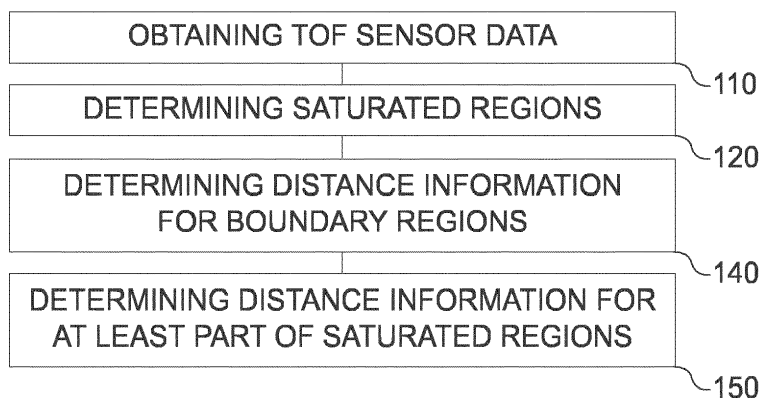 OBTAINING TOF SENSOR DATA
110
DETERMINING SATURATED REGIONS
120
DETERMINING DISTANCE INFORMATION
FOR BOUNDARY REGIONS
140
DETERMINING DISTANCE INFORMATION FOR
AT LEAST PART OF SATURATED REGIONS
150